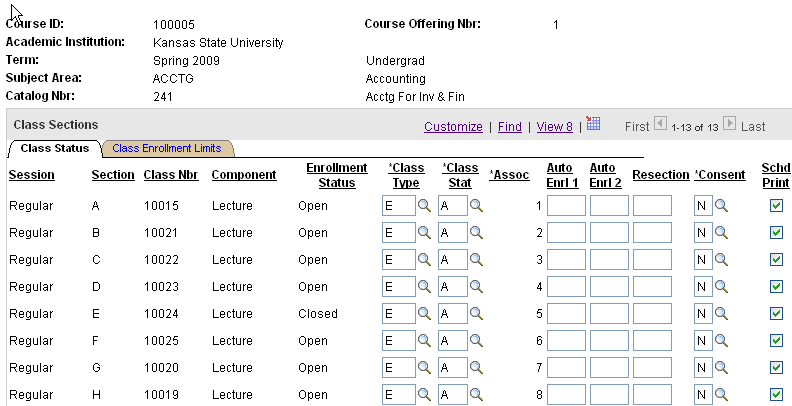 Course ID: 100005 Course Offering Nbr: 1
Academic Institution: Kansas State University
Term: Spring 2009 Undergrad
Subject Area: ACCTG Accounting
Catalog Nbr: 241 Acctg For Inv & Fin
Class Sections Customize | Find | View 8 | First 1-13 of 13 Last
Class Status Class Enrollment Limits
Session Section Class Nbr Component Enrollment Status *Class Type *Class Stat *Assoc Auto Enrl 1 Auto Enrl 2 Resection *Consent Schd Print
Regular A 10015 Lecture Open E A 1 N
Regular B 10021 Lecture Open E A 2 N
Regular C 10022 Lecture Open E A 3 N
Regular D 10023 Lecture Open E A 4 N
Regular E 10024 Lecture Closed E A 5 N
Regular F 10025 Lecture Open E A 6 N
Regular G 10020 Lecture Open E A 7 N
Regular H 10019 Lecture Open E A 8 N